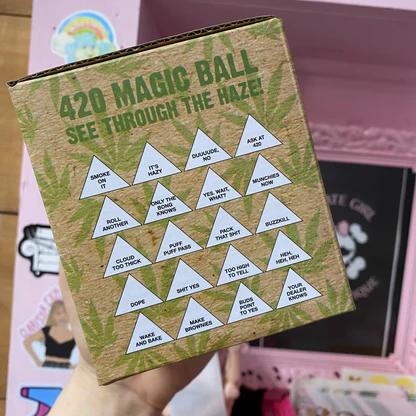 420 MAGIC BALL
SEE THROUGH THE HAZE!
SMOKE
ON
IT
IT'S
HAZY
DUUUUDE,
NO
ASK AT
420
ROLL
ANOTHER
ONLY THE
BONG
KNOWS
YES, WAIT,
WHAT?
MUNCHIES
NOW
CLOUD
TOO THICK
PUFF
PUFF PASS
PACK
THAT SHIT
BUZZKILL
DOPE
SHIT YES
TOO HIGH
TO TELL
HEH,
HEH, HEH
WAKE
AND BAKE
MAKE
BROWNIES
BUDS
POINT
TO YES
YOUR
DEALER
KNOWS
GIRL